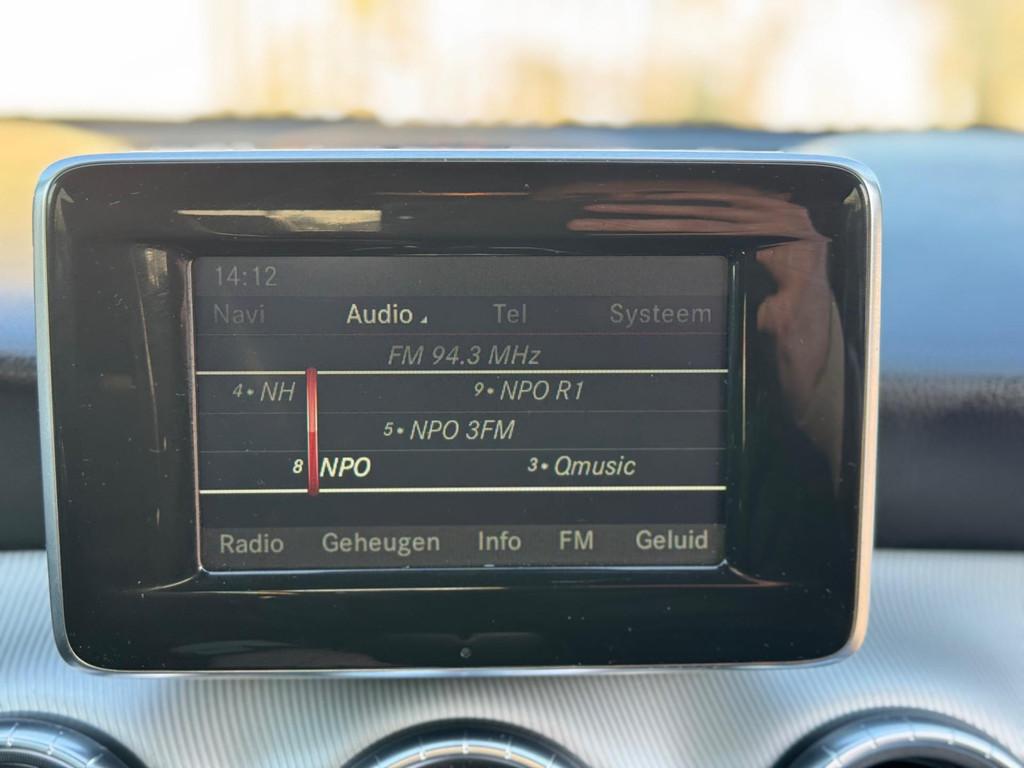 14:12
Navi Audio Tel Systeem
FM 94.3 MHz
4• NH 9• NPO R1
5• NPO 3FM
8 NPO 3• Qmusic
Radio Geheugen Info FM Geluid